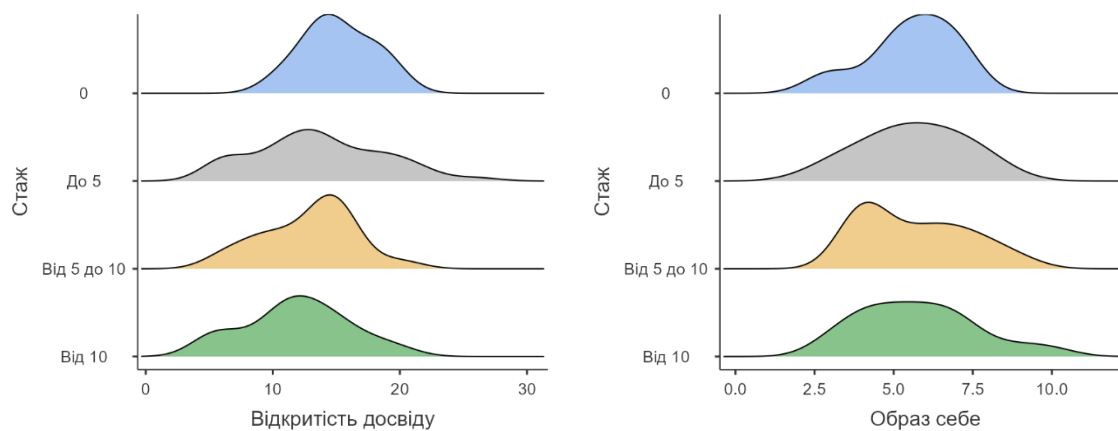 Стаж
0
До 5
Від 5 до 10
Від 10
0 10 20 30
Відкритість досвіду
Стаж
0
До 5
Від 5 до 10
Від 10
0.0 2.5 5.0 7.5 10.0
Образ себе